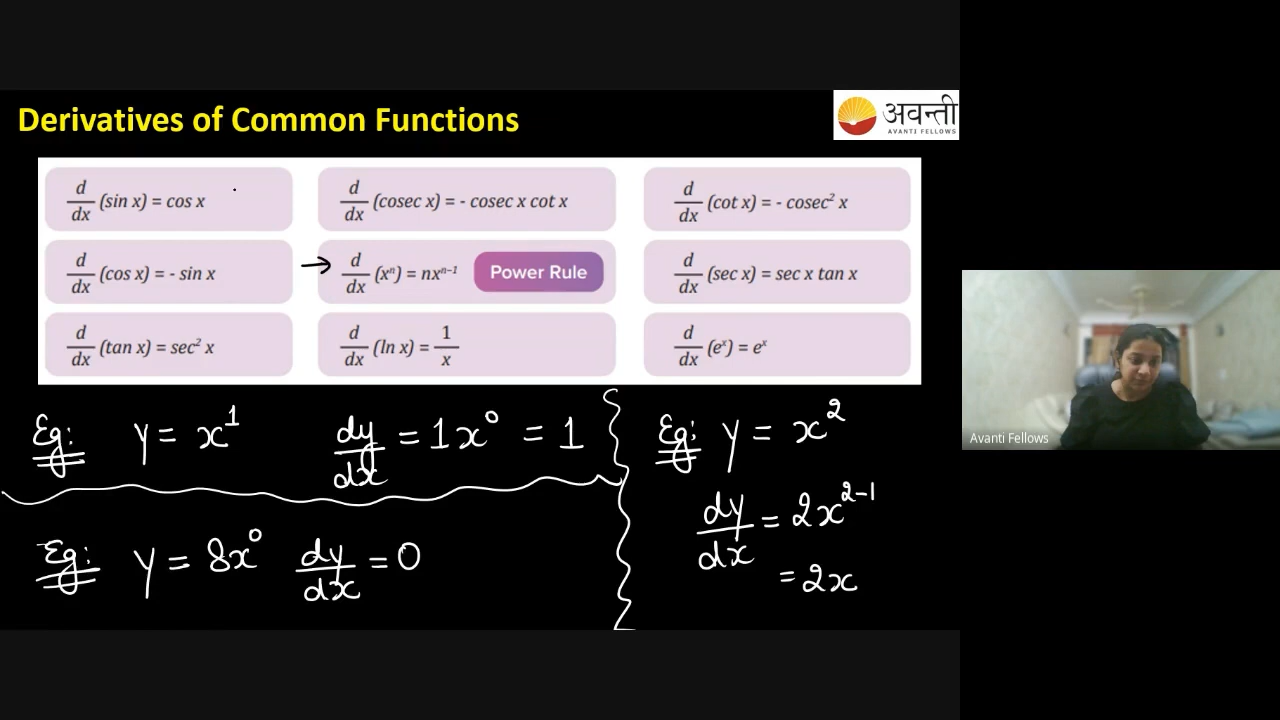 Derivatives of Common Functions
अवन्ती
AVANTI FELLOWS
d/dx (sin x) = cos x
d/dx (cosec x) = - cosec x cot x
d/dx (cot x) = - cosec² x
d/dx (cos x) = - sin x
→ d/dx (xⁿ) = nxⁿ⁻¹ Power Rule
d/dx (sec x) = sec x tan x
d/dx (tan x) = sec² x
d/dx (ln x) = 1/x
d/dx (eˣ) = eˣ
Eg: y = x¹ dy/dx = 1x⁰ = 1
Eg: y = 8x⁰ dy/dx = 0
Eg: y = x²
dy/dx = 2x²⁻¹
= 2x
Avanti Fellows